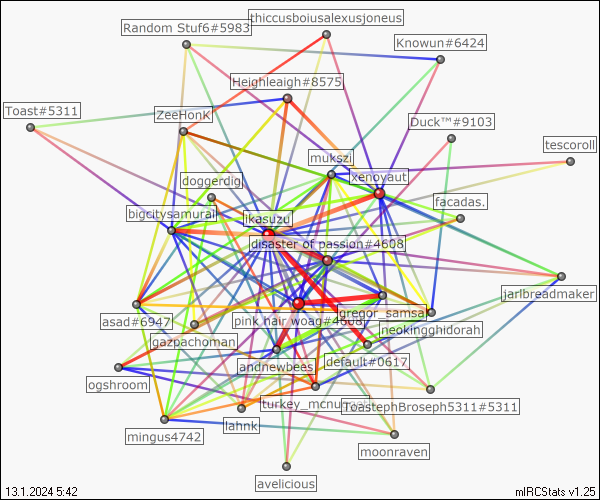 thiccusboiusalexusjoneus
Random Stuf6#5983
Knowun#6424
Heighleaigh#8575
Toast#5311
ZeeHonK
Duck™#9103
tescoroll
mukszi
xenoyaut
doggerdigi
facadas.
bigcitysamurai
ikasuzu
disaster of passion#4608
jarlbreadmaker
gregor_samsa
asad#6947
pink hair woag#4608
neokingghidorah
gazpachoman
default#0617
andnewbees
ogshroom
turkey_mcnu
ToastephBroseph5311#5311
lahnk
mingus4742
moonraven
avelicious
13.1.2024 5:42
mIRCStats v1.25